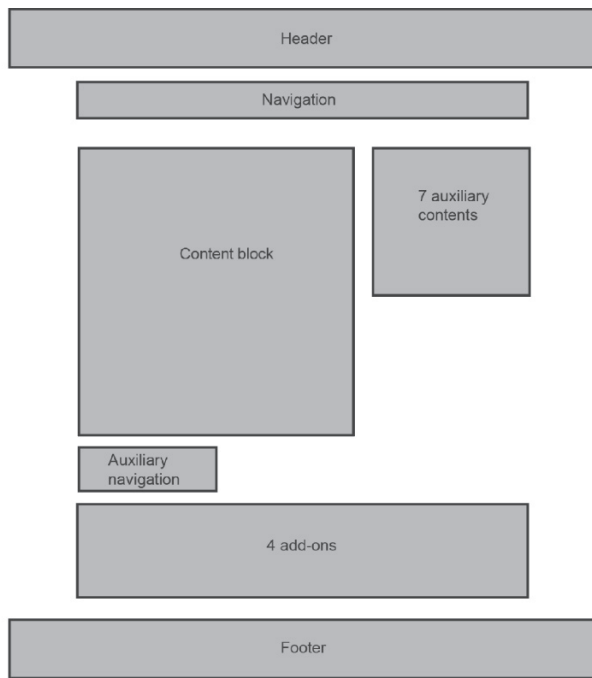 Header
Navigation
7 auxiliary
contents
Content block
Auxiliary
navigation
4 add-ons
Footer